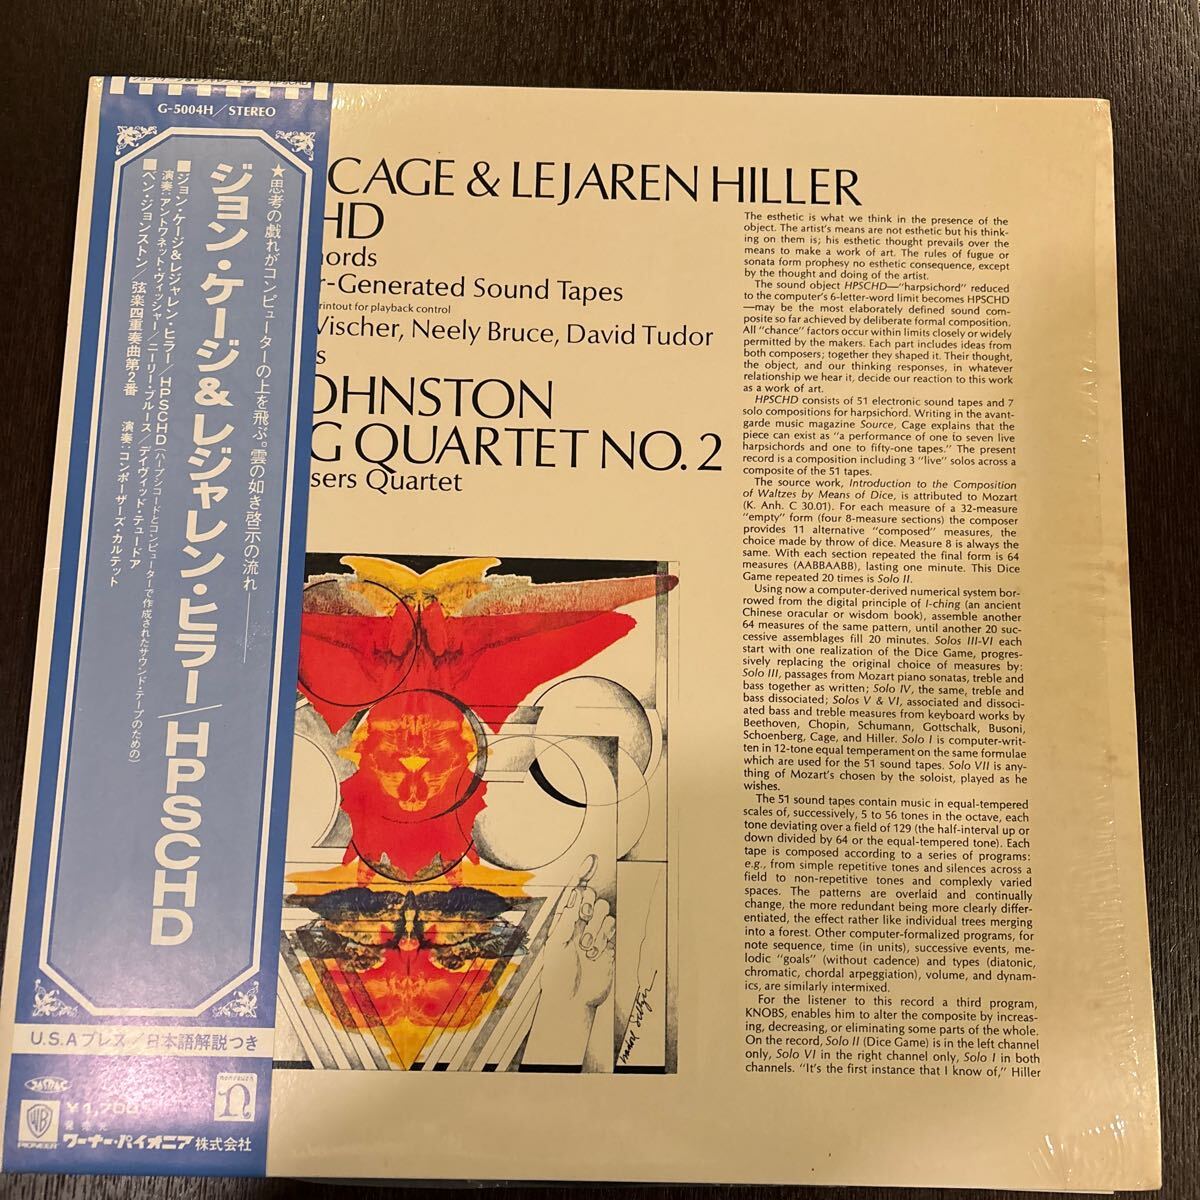 ジョン・ケージ&レジャレン・ヒラー/HPSCHD
G-5004H/STEREO
★思考の戯れがコンピューターの上を飛ぶ。雲の如き啓示の流れ———
ジョン・ケージ&レジャレン・ヒラー/HPSCHD
■ジョン・ケージ&レジャレン・ヒラー/HPSCHD(ハープシコードとコンピューターで作成されたサウンド・テープのための)
演奏:アントワネット・ヴィッシャー/ニーリー・ブルース/デイヴィッド・テュードア
■ベン・ジョンストン/弦楽四重奏曲第2番 演奏:コンポーザーズ・カルテット
U.S.Aプレス/日本語解説つき
JASRAC
nonesuch
n
¥1,700
WB
PIONEER
発売元
ワーナー・パイオニア株式会社
CAGE & LEJAREN HILLER
HD
ords
r-Generated Sound Tapes
rintout for playback control
Vischer, Neely Bruce, David Tudor
s
OHNSTON
G QUARTET NO. 2
sers Quartet
The esthetic is what we think in the presence of the
object. The artist's means are not esthetic but his think-
ing on them is; his esthetic thought prevails over the
means to make a work of art. The rules of fugue or
sonata form prophesy no esthetic consequence, except
by the thought and doing of the artist.
The sound object HPSCHD—"harpsichord" reduced
to the computer's 6-letter-word limit becomes HPSCHD
—may be the most elaborately defined sound com-
posite so far achieved by deliberate formal composition.
All "chance" factors occur within limits closely or widely
permitted by the makers. Each part includes ideas from
both composers; together they shaped it. Their thought,
the object, and our thinking responses, in whatever
relationship we hear it, decide our reaction to this work
as a work of art.
HPSCHD consists of 51 electronic sound tapes and 7
solo compositions for harpsichord. Writing in the avant-
garde music magazine Source, Cage explains that the
piece can exist as "a performance of one to seven live
harpsichords and one to fifty-one tapes." The present
record is a composition including 3 "live" solos across a
composite of the 51 tapes.
The source work, Introduction to the Composition
of Waltzes by Means of Dice, is attributed to Mozart
(K. Anh. C 30.01). For each measure of a 32-measure
"empty" form (four 8-measure sections) the composer
provides 11 alternative "composed" measures, the
choice made by throw of dice. Measure 8 is always the
same. With each section repeated the final form is 64
measures (AABBAABB), lasting one minute. This Dice
Game repeated 20 times is Solo II.
Using now a computer-derived numerical system bor-
rowed from the digital principle of I-ching (an ancient
Chinese oracular or wisdom book), assemble another
64 measures of the same pattern, until another 20 suc-
cessive assemblages fill 20 minutes. Solos III-VI each
start with one realization of the Dice Game, progres-
sively replacing the original choice of measures by:
Solo III, passages from Mozart piano sonatas, treble and
bass together as written; Solo IV, the same, treble and
bass dissociated; Solos V & VI, associated and dissoci-
ated bass and treble measures from keyboard works by
Beethoven, Chopin, Schumann, Gottschalk, Busoni,
Schoenberg, Cage, and Hiller. Solo I is computer-writ-
ten in 12-tone equal temperament on the same formulae
which are used for the 51 sound tapes. Solo VII is any-
thing of Mozart's chosen by the soloist, played as he
wishes.
The 51 sound tapes contain music in equal-tempered
scales of, successively, 5 to 56 tones in the octave, each
tone deviating over a field of 129 (the half-interval up or
down divided by 64 or the equal-tempered tone). Each
tape is composed according to a series of programs:
e.g., from simple repetitive tones and silences across a
field to non-repetitive tones and complexly varied
spaces. The patterns are overlaid and continually
change, the more redundant being more clearly differ-
entiated, the effect rather like individual trees merging
into a forest. Other computer-formalized programs, for
note sequence, time (in units), successive events, me-
lodic "goals" (without cadence) and types (diatonic,
chromatic, chordal arpeggiation), volume, and dynam-
ics, are similarly intermixed.
For the listener to this record a third program,
KNOBS, enables him to alter the composite by increas-
ing, decreasing, or eliminating some parts of the whole.
On the record, Solo II (Dice Game) is in the left channel
only, Solo VI in the right channel only, Solo I in both
channels. "It's the first instance that I know of," Hiller